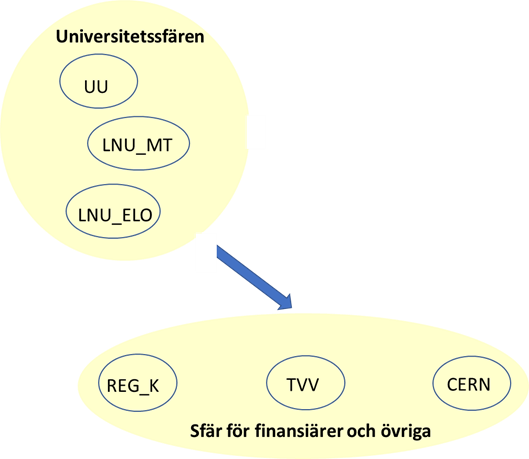 Universitetssfären
UU
LNU_MT
LNU_ELO
REG_K TVV CERN
Sfär för finansiärer och övriga